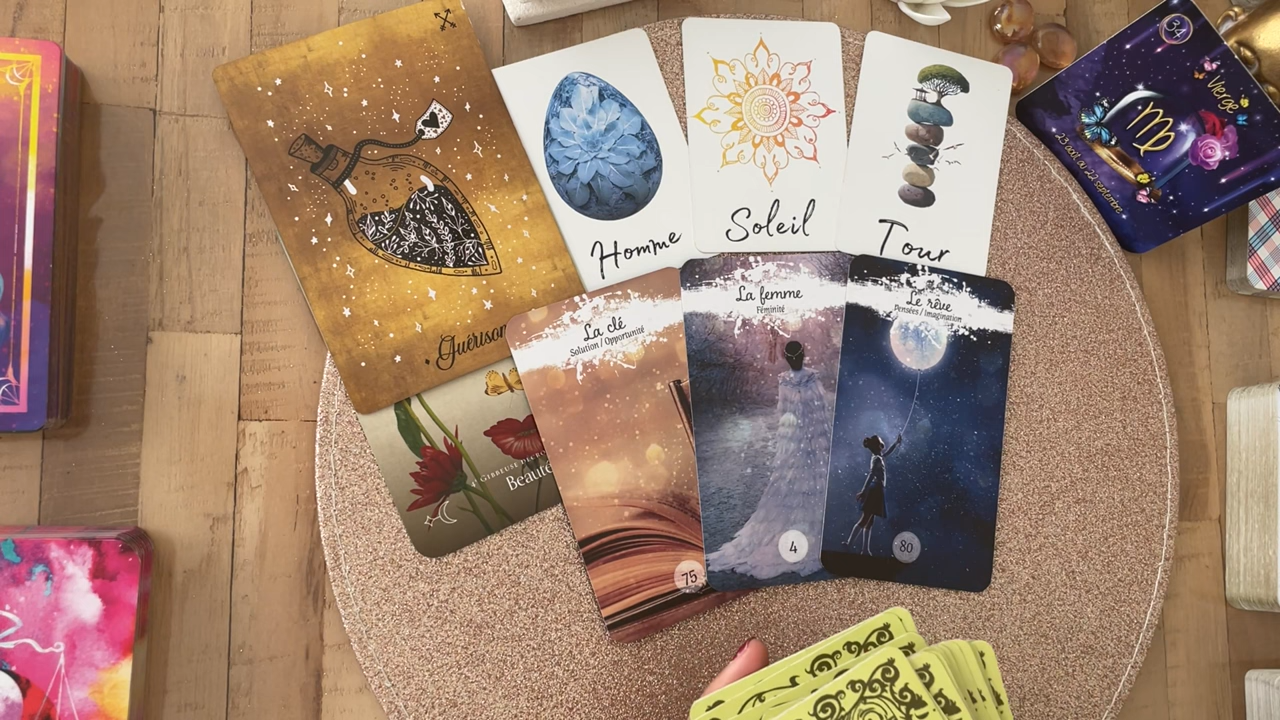 Homme
Soleil
Tour
34
Vierge
23 août au 22 septembre
Guérison
Beauté
La clé
Solution / Opportunité
75
La femme
Féminité
4
Le rêve
Pensées / Imagination
80